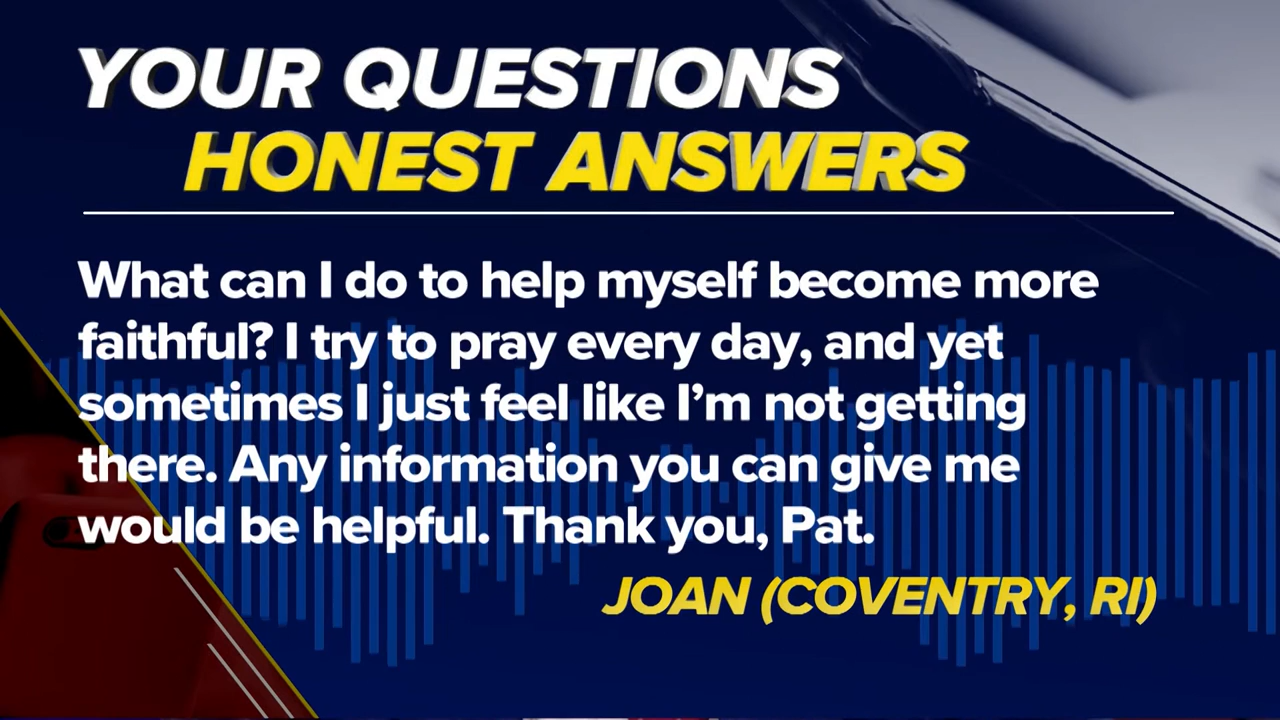 YOUR QUESTIONS
HONEST ANSWERS
What can I do to help myself become more
faithful? I try to pray every day, and yet
sometimes I just feel like I’m not getting
there. Any information you can give me
would be helpful. Thank you, Pat.
JOAN (COVENTRY, RI)